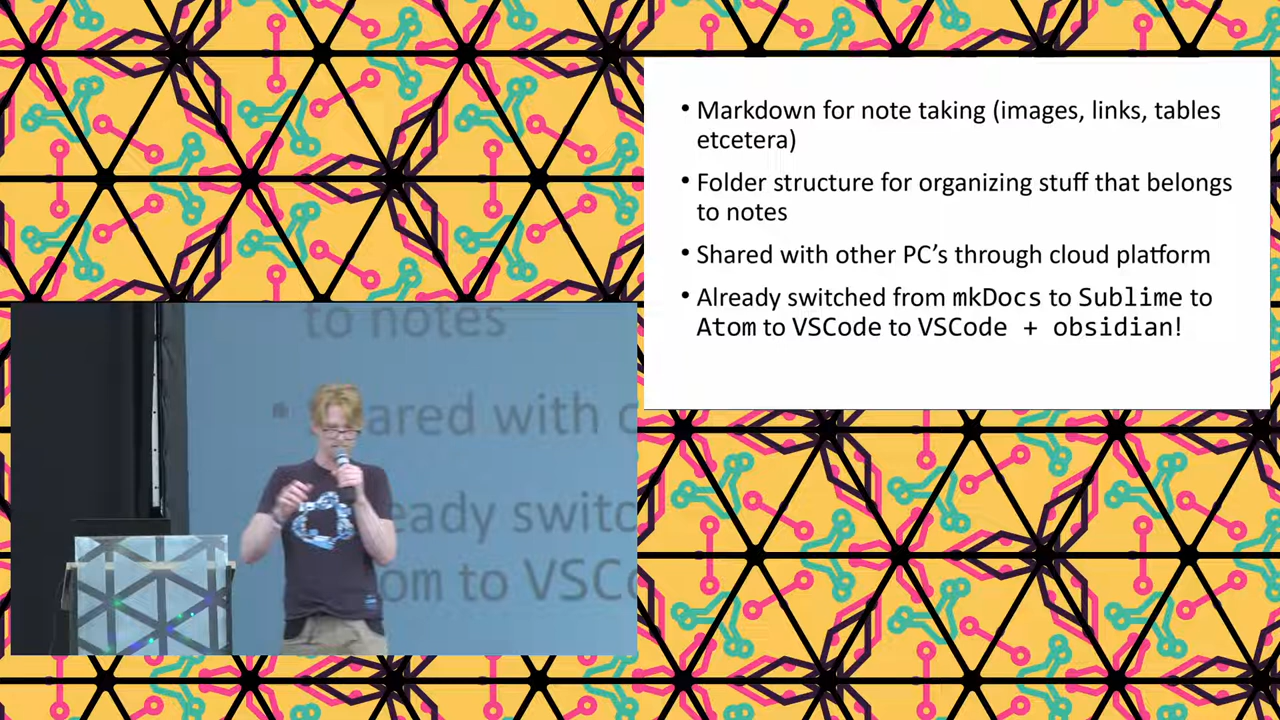 • Markdown for note taking (images, links, tables
etcetera)
• Folder structure for organizing stuff that belongs
to notes
• Shared with other PC’s through cloud platform
• Already switched from mkDocs to Sublime to
Atom to VSCode to VSCode + obsidian!
to notes
• Shared with
eady switc
om to VSC